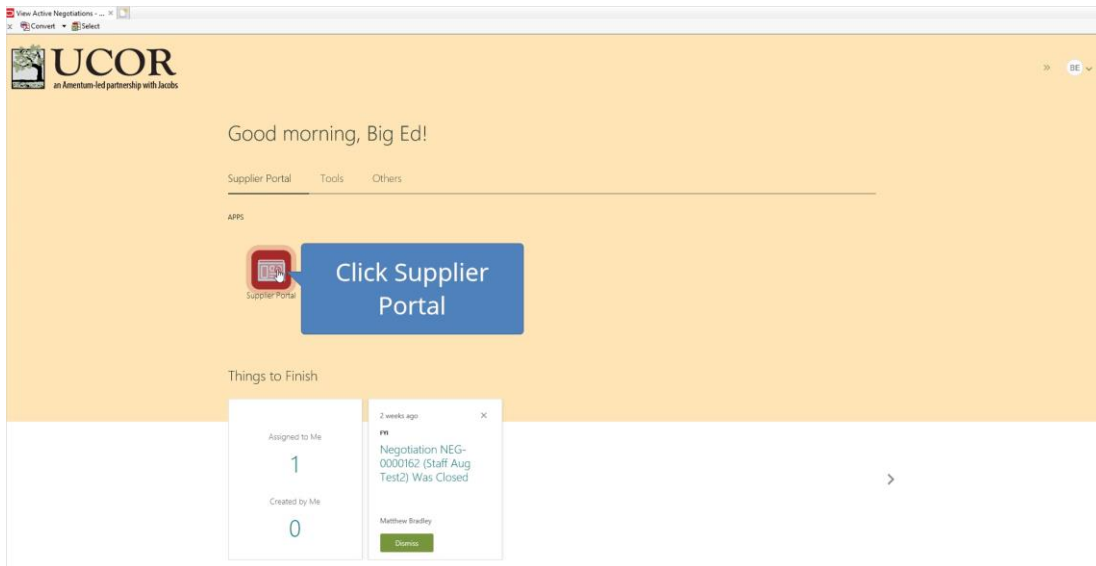 View Active Negotiations - ...
x Convert Select
UCOR
an Amentum-led partnership with Jacobs
» BE
Good morning, Big Ed!
Supplier Portal Tools Others
APPS
Click Supplier
Portal
Supplier Portal
Things to Finish
Assigned to Me
1
Created by Me
0
2 weeks ago
FYI
Negotiation NEG-
0000162 (Staff Aug
Test2) Was Closed
Matthew Bradley
Dismiss